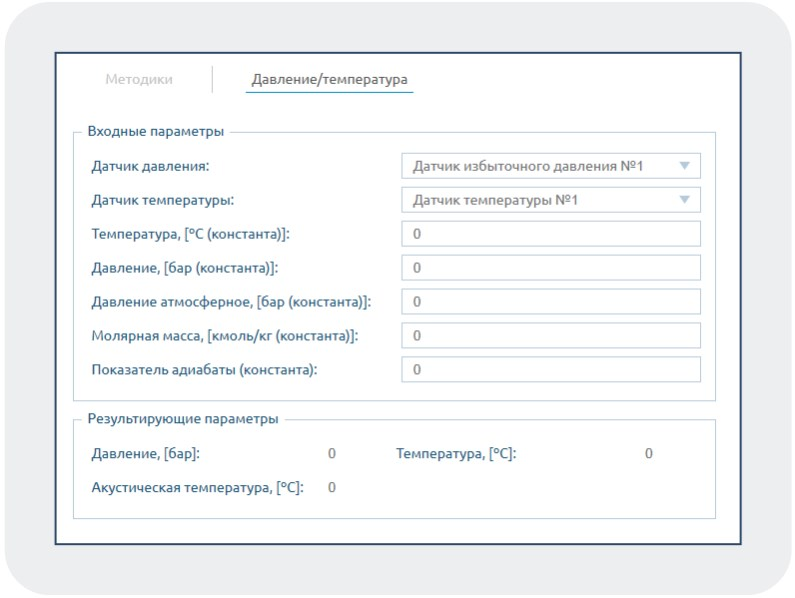 Методики Давление/температура
Входные параметры
Датчик давления: Датчик избыточного давления №1
Датчик температуры: Датчик температуры №1
Температура, [°C (константа)]: 0
Давление, [бар (константа)]: 0
Давление атмосферное, [бар (константа)]: 0
Молярная масса, [кмоль/кг (константа)]: 0
Показатель адиабаты (константа): 0
Результирующие параметры
Давление, [бар]: 0 Температура, [°C]: 0
Акустическая температура, [°C]: 0